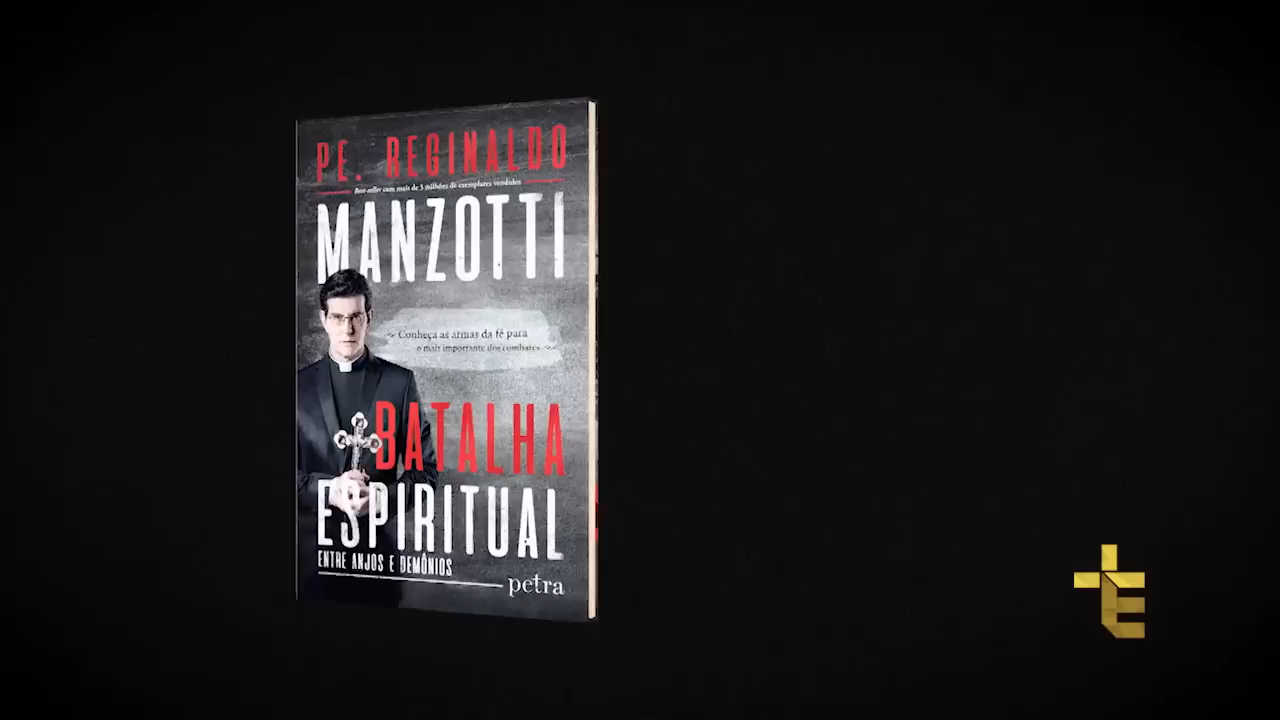 PE. REGINALDO
Best-seller com mais de 3 milhões de exemplares vendidos
MANZOTTI
Conheça as armas da fé para
o mais importante dos combates
BATALHA
ESPIRITUAL
ENTRE ANJOS E DEMÔNIOS
petra